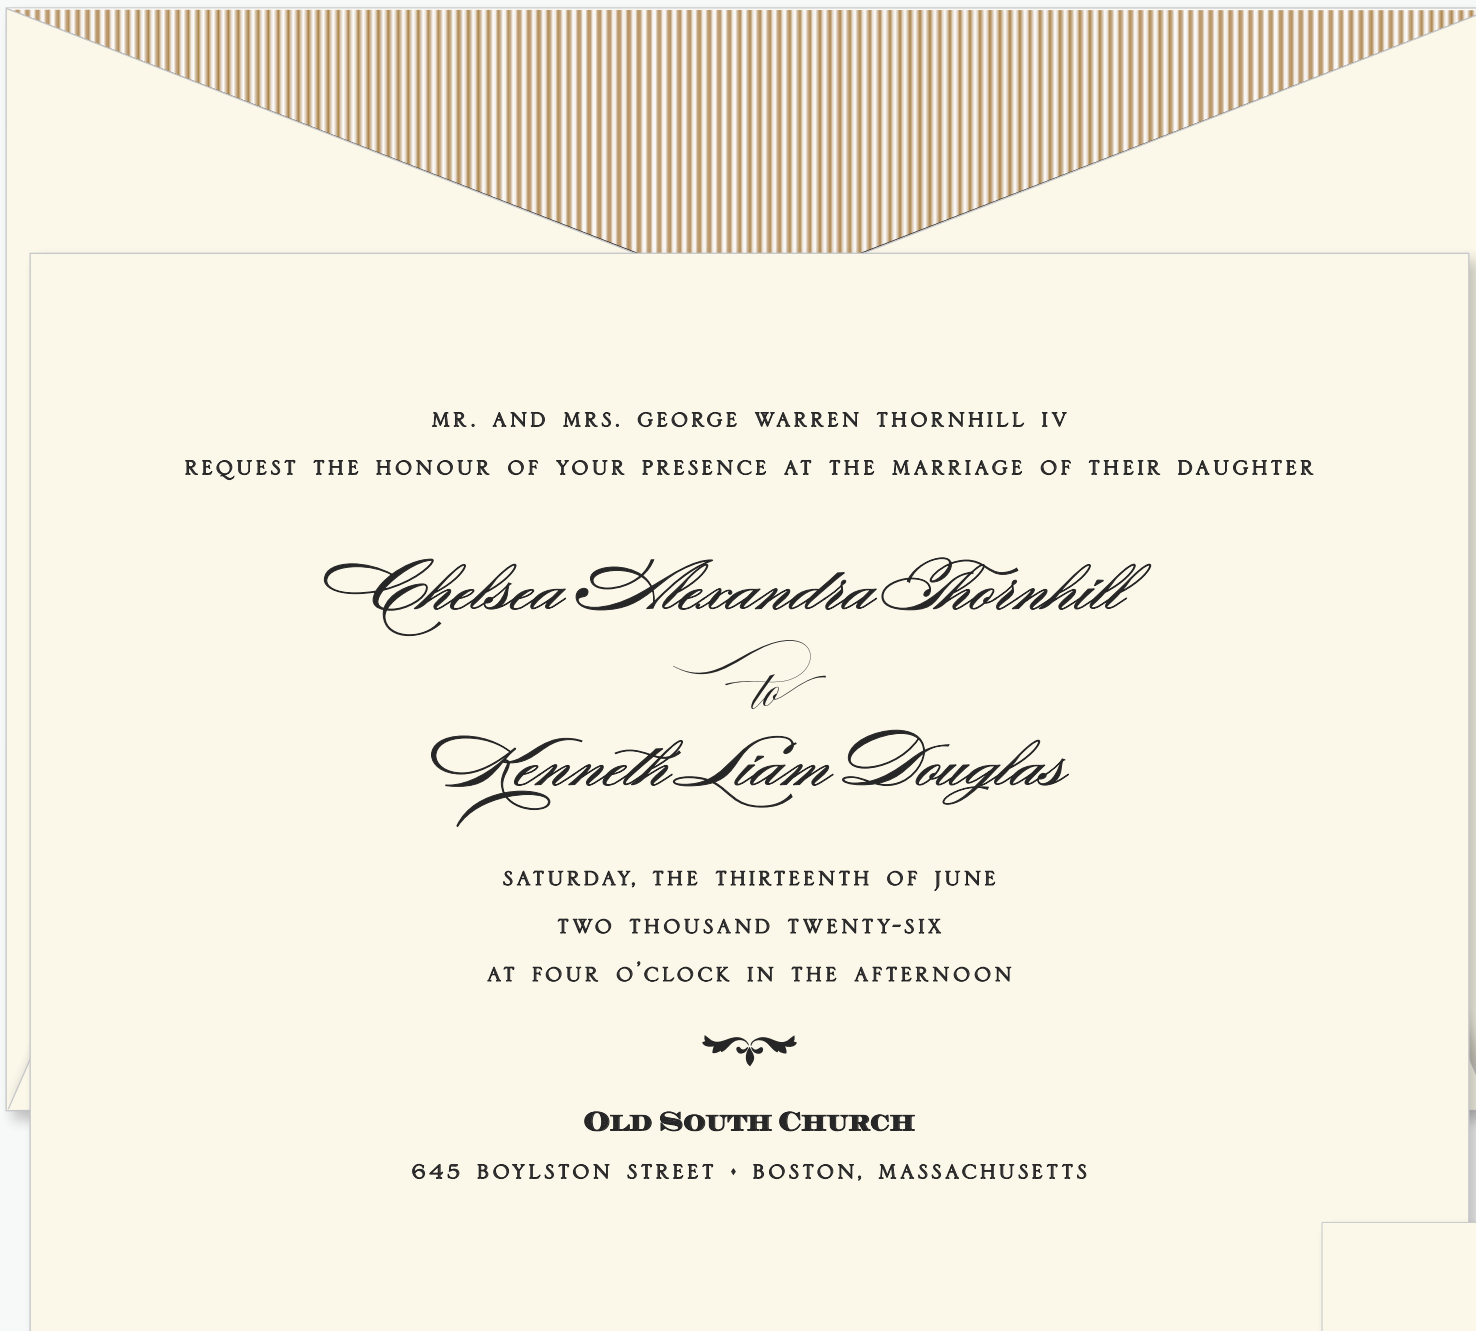 MR. AND MRS. GEORGE WARREN THORNHILL IV
REQUEST THE HONOUR OF YOUR PRESENCE AT THE MARRIAGE OF THEIR DAUGHTER
Chelsea Alexandra Thornhill
to
Kenneth Liam Douglas
SATURDAY, THE THIRTEENTH OF JUNE
TWO THOUSAND TWENTY-SIX
AT FOUR O'CLOCK IN THE AFTERNOON
OLD SOUTH CHURCH
645 BOYLSTON STREET • BOSTON, MASSACHUSETTS